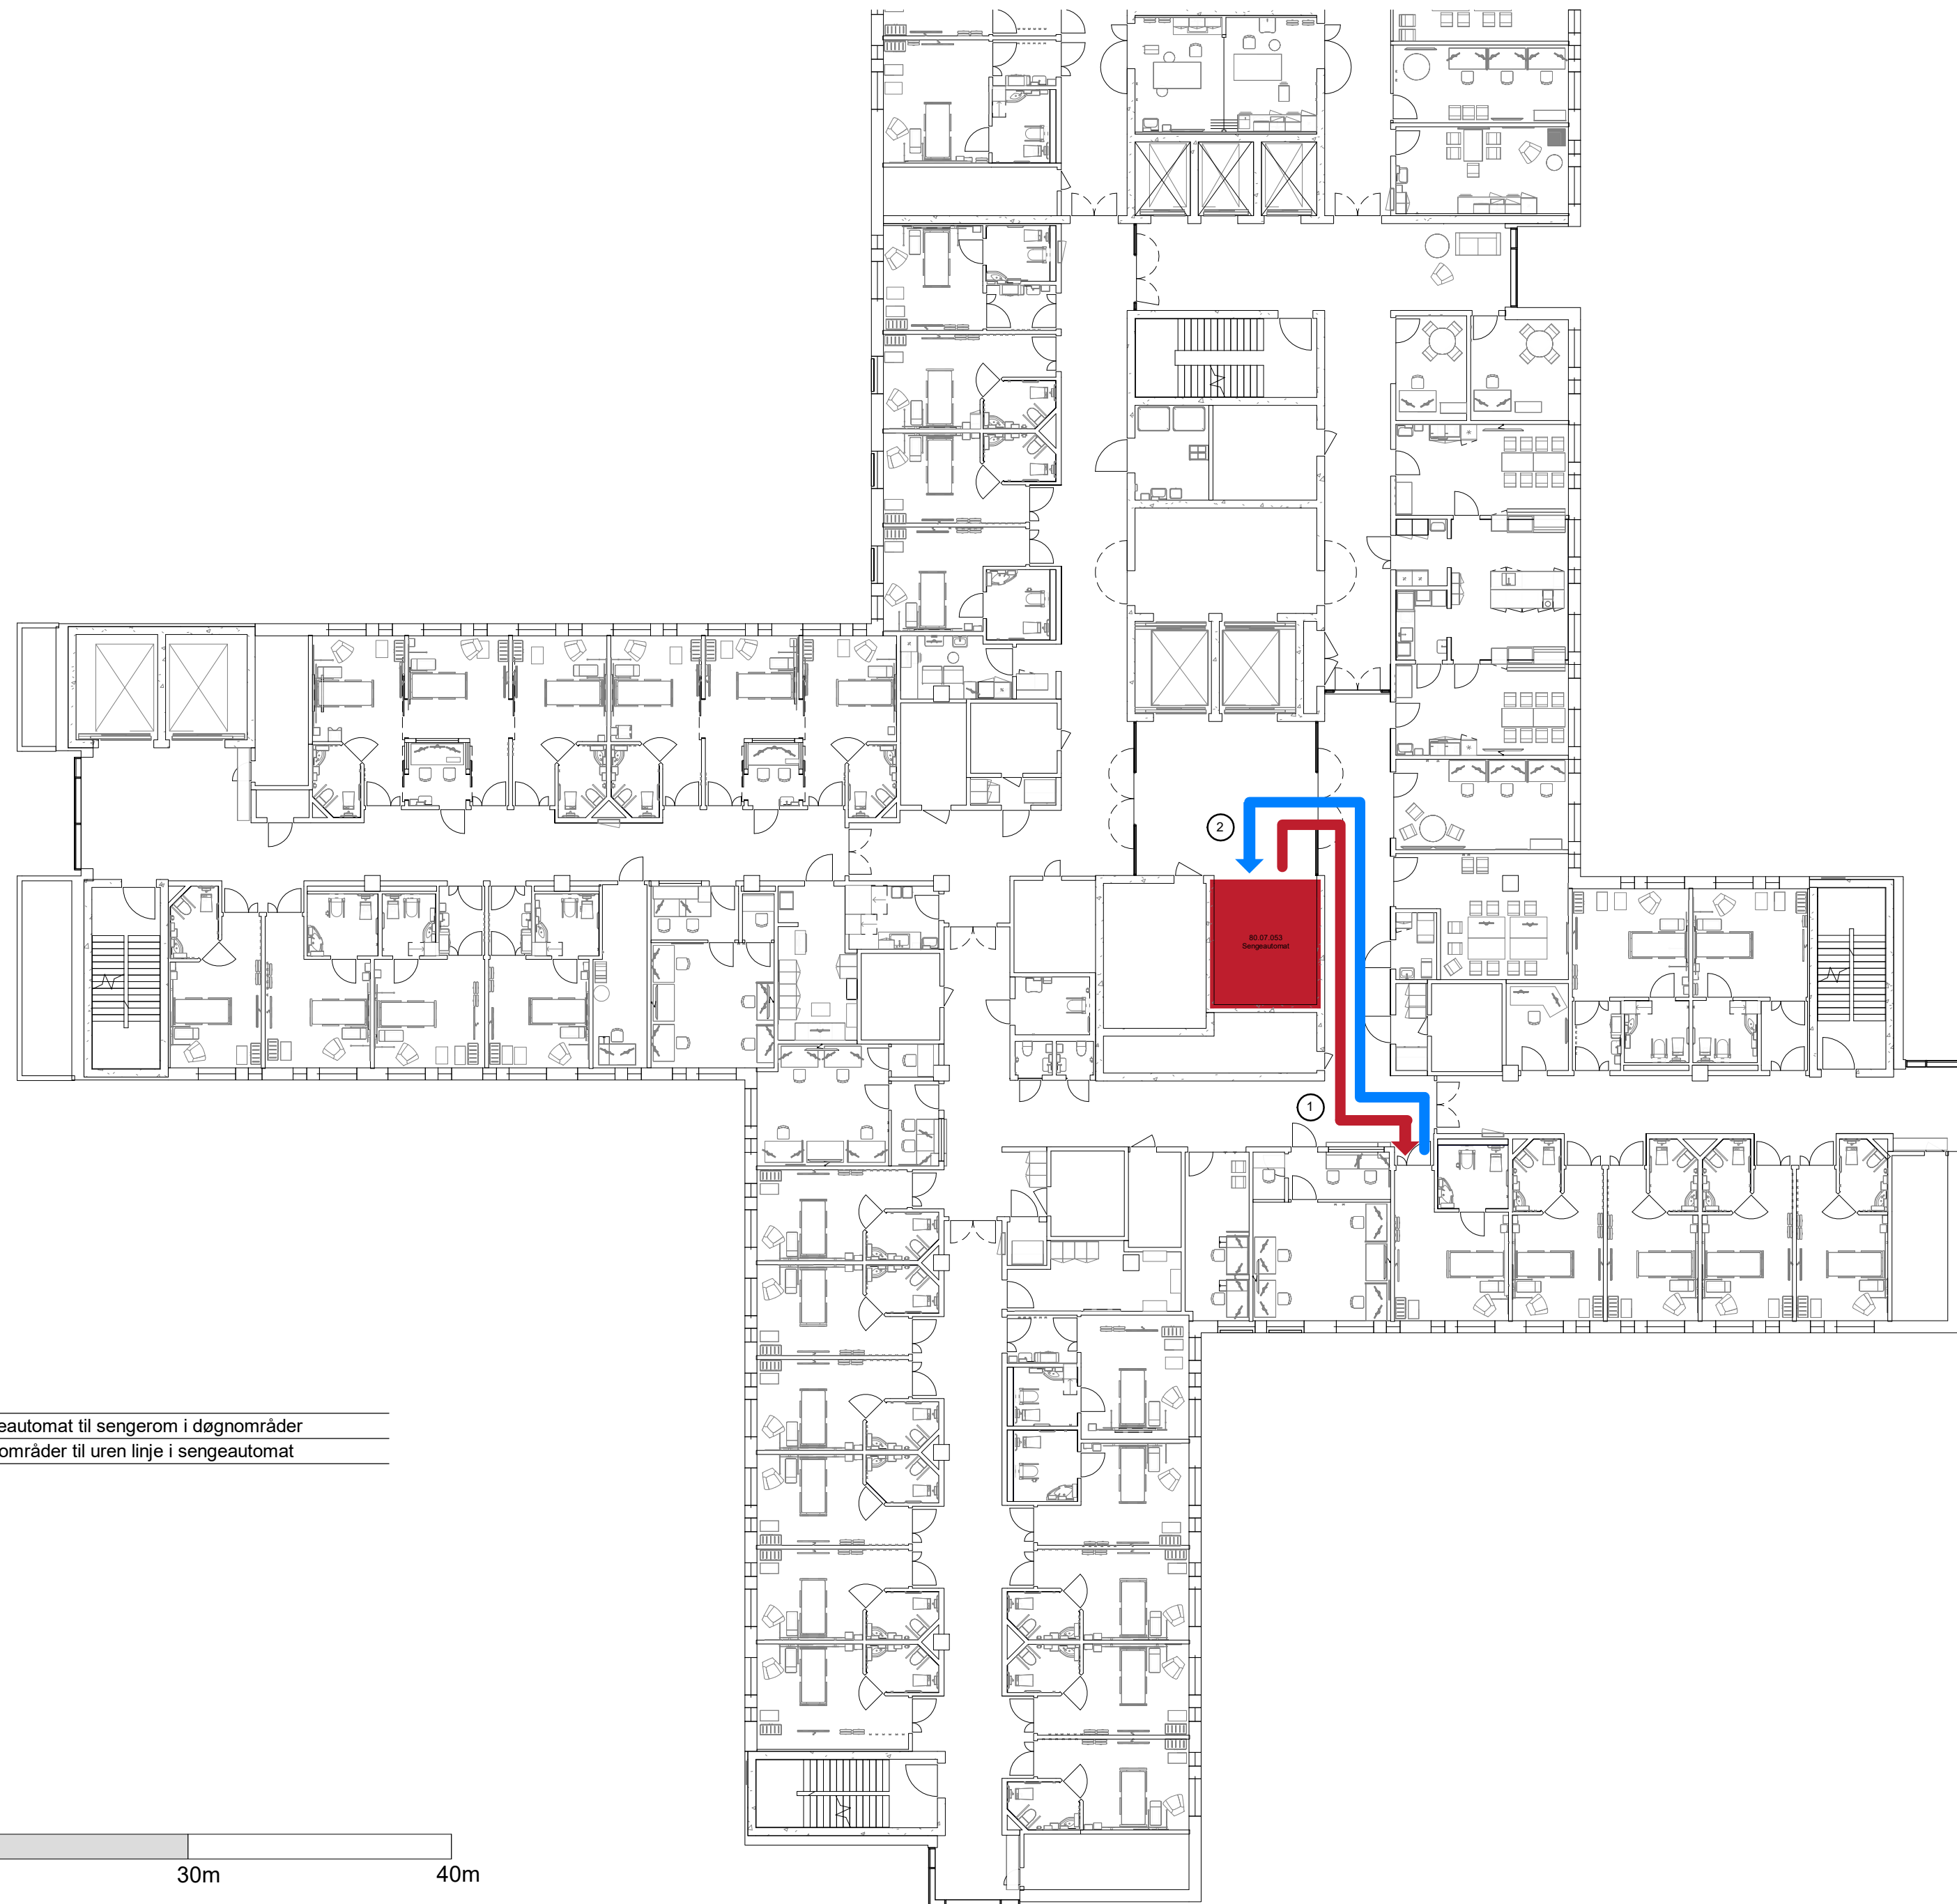 2
80.07.053
Sengeautomat
1
eautomat til sengerom i døgnområder
områder til uren linje i sengeautomat
30m
40m